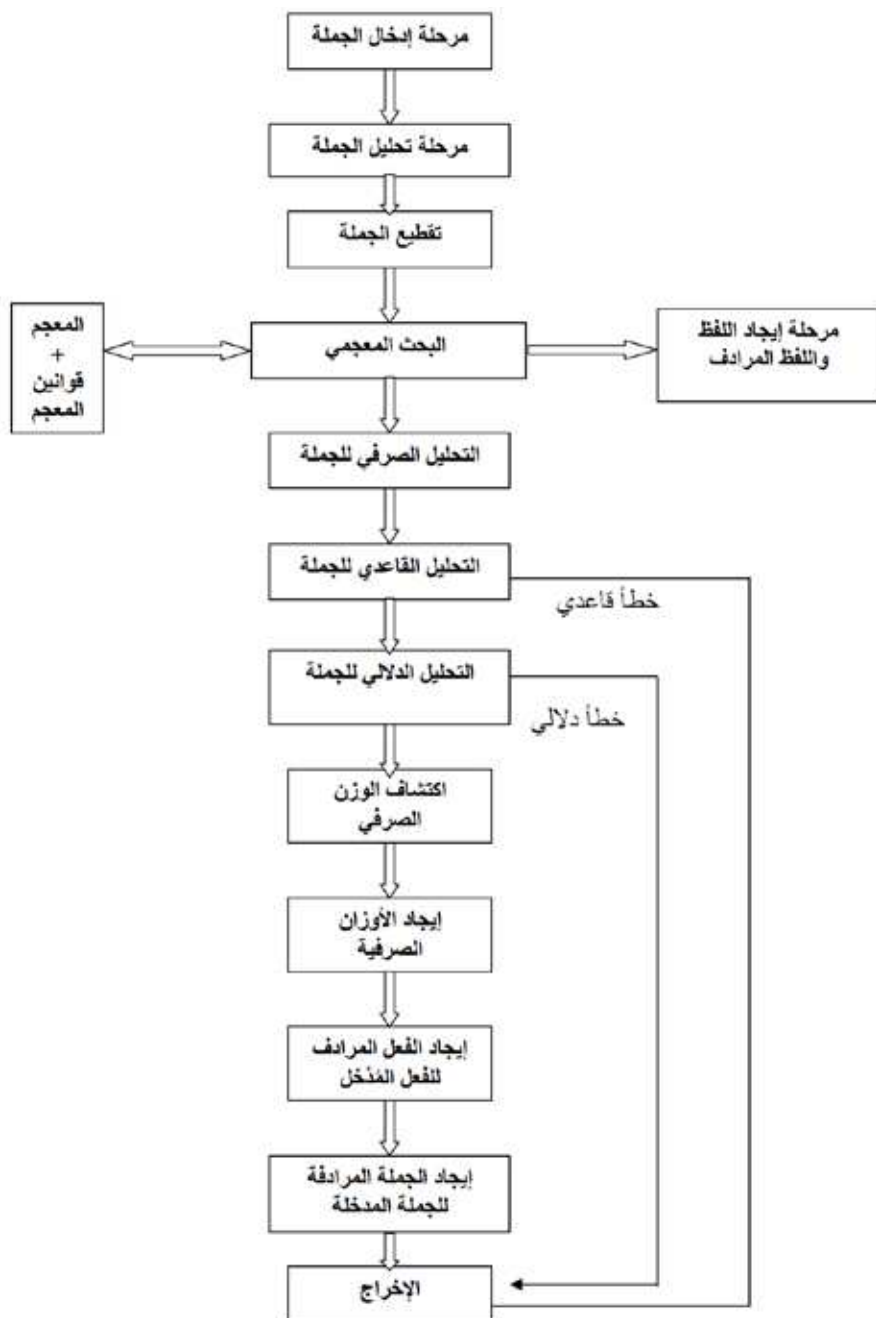 مرحلة إدخال الجملة
مرحلة تحليل الجملة
تقطيع الجملة
المعجم
+
قوانين
المعجم
البحث المعجمي
مرحلة إيجاد اللفظ
واللفظ المرادف
التحليل الصرفي للجملة
التحليل القاعدي للجملة
خطأ قاعدي
التحليل الدلالي للجملة
خطأ دلالي
اكتشاف الوزن
الصرفي
إيجاد الأوزان
الصرفية
إيجاد الفعل المرادف
للفعل المُدْخل
إيجاد الجملة المرادفة
للجملة المدخلة
الإخراج